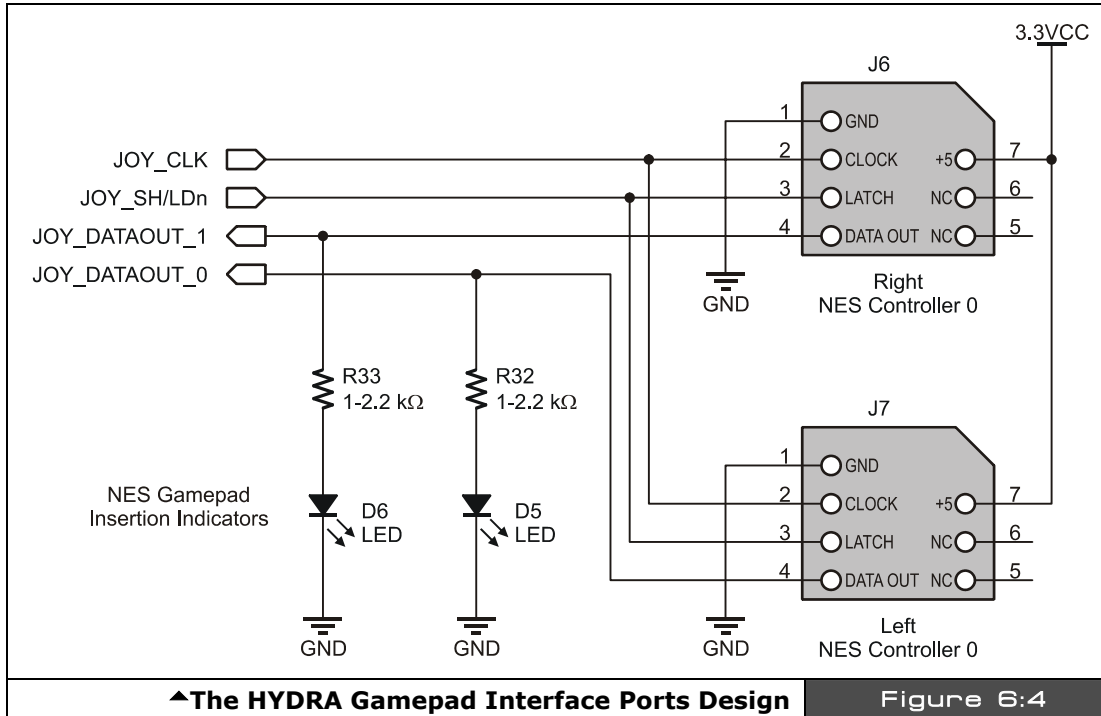 3.3VCC
J6
1
GND
JOY_CLK
2
CLOCK
+5
7
JOY_SH/LDn
3
LATCH
NC
6
JOY_DATAOUT_1
4
DATA OUT
NC
5
JOY_DATAOUT_0
GND
Right
NES Controller 0
R33
1-2.2 kΩ
R32
1-2.2 kΩ
J7
1
GND
NES Gamepad
Insertion Indicators
D6
LED
D5
LED
2
CLOCK
+5
7
3
LATCH
NC
6
4
DATA OUT
NC
5
GND
GND
GND
Left
NES Controller 0
▲The HYDRA Gamepad Interface Ports Design
Figure 6:4